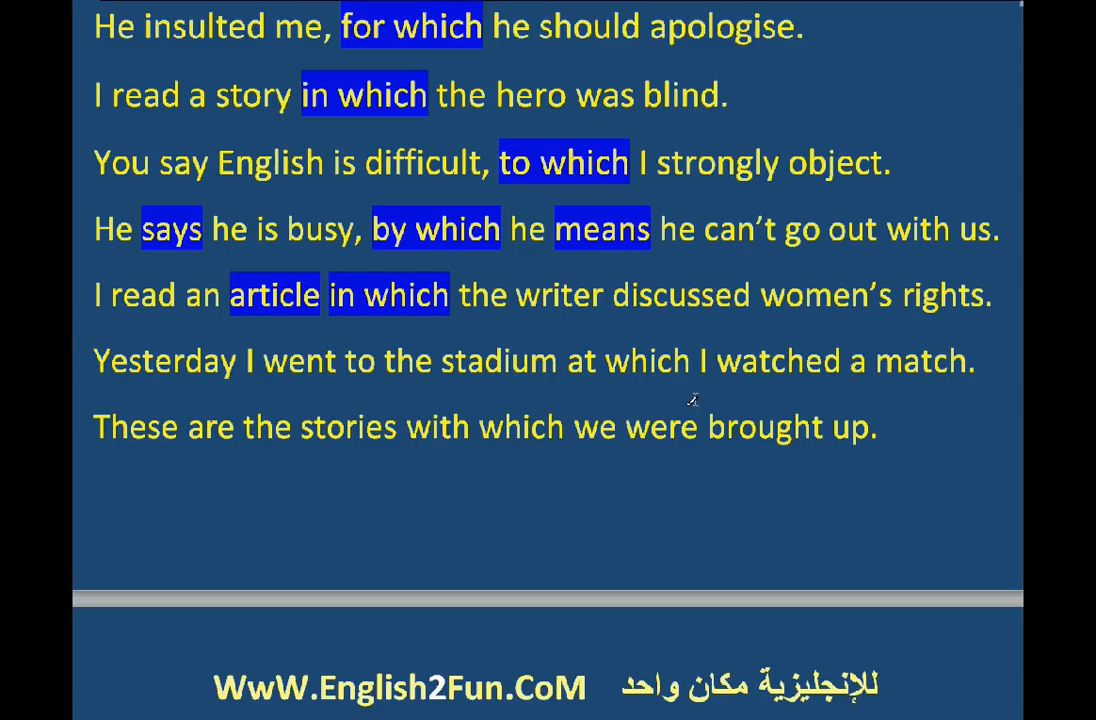 He insulted me, for which he should apologise.
I read a story in which the hero was blind.
You say English is difficult, to which I strongly object.
He says he is busy, by which he means he can’t go out with us.
I read an article in which the writer discussed women’s rights.
Yesterday I went to the stadium at which I watched a match.
These are the stories with which we were brought up.
WwW.English2Fun.CoM للإنجليزية مكان واحد